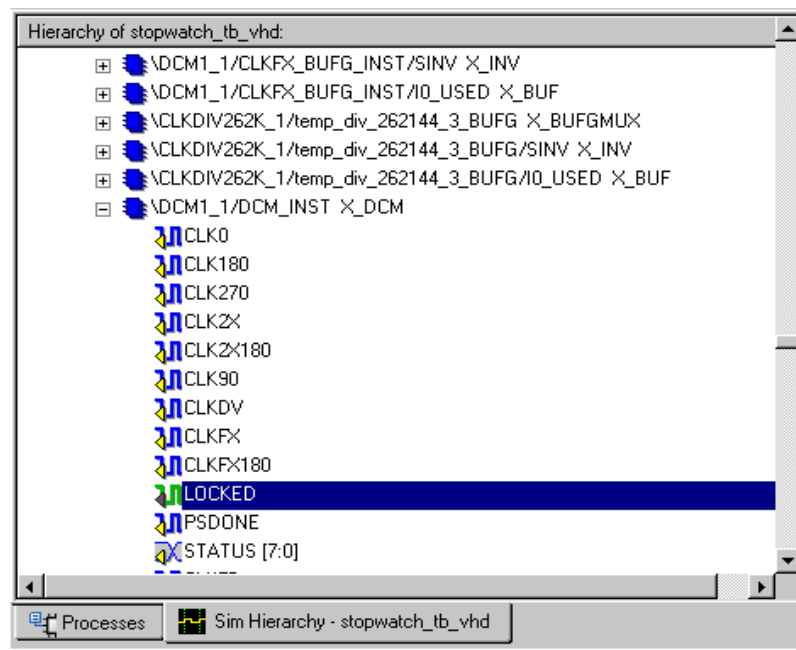 Hierarchy of stopwatch_tb_vhd:
\DCM1_1/CLKFX_BUFG_INST/SINV X_INV
\DCM1_1/CLKFX_BUFG_INST/I0_USED X_BUF
\CLKDIV262K_1/temp_div_262144_3_BUFG X_BUFGMUX
\CLKDIV262K_1/temp_div_262144_3_BUFG/SINV X_INV
\CLKDIV262K_1/temp_div_262144_3_BUFG/I0_USED X_BUF
\DCM1_1/DCM_INST X_DCM
CLK0
CLK180
CLK270
CLK2X
CLK2X180
CLK90
CLKDV
CLKFX
CLKFX180
LOCKED
PSDONE
STATUS [7:0]
Processes
Sim Hierarchy - stopwatch_tb_vhd